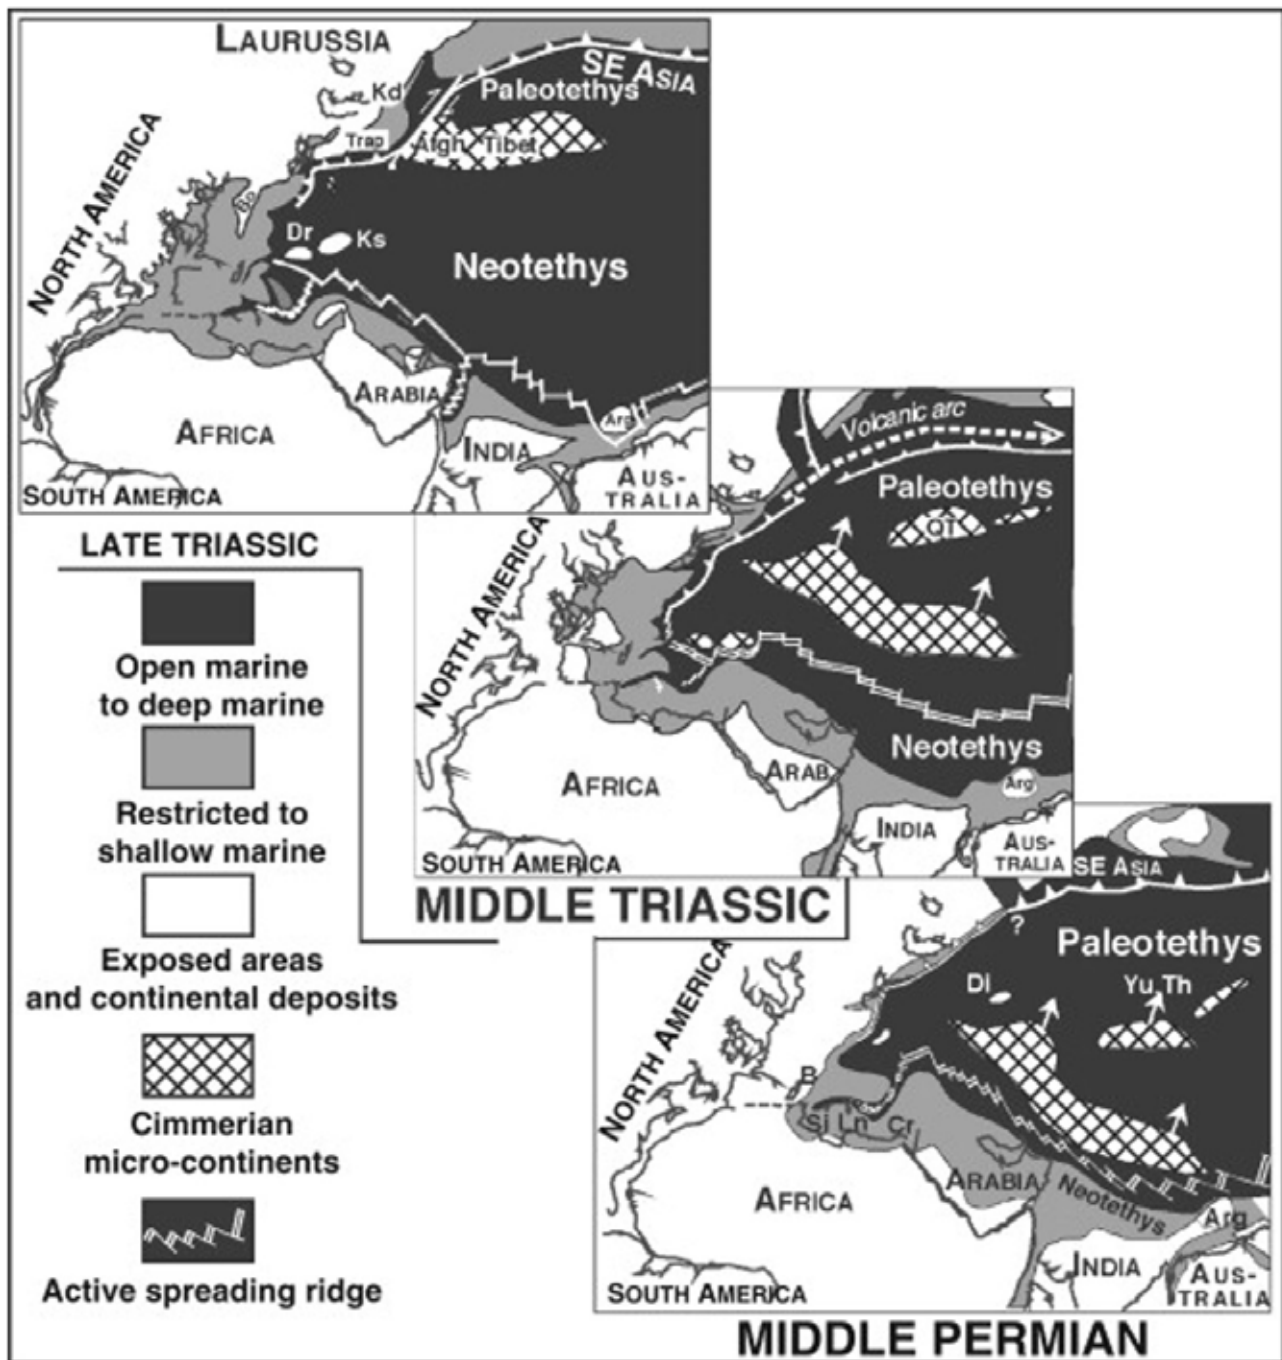 LAURUSSIA
SE ASIA
Kd
Paleotethys
Trap
Afgh Tibet
NORTH AMERICA
Dr
Ks
Neotethys
ARABIA
Arg
AFRICA
INDIA
AUS-
TRALIA
SOUTH AMERICA
LATE TRIASSIC
Volcanic arc
Paleotethys
QT
NORTH AMERICA
Neotethys
Arg
ARAB.
AFRICA
INDIA
AUS-
TRALIA
SOUTH AMERICA
MIDDLE TRIASSIC
SE ASIA
?
Paleotethys
Di
Yu Th
NORTH AMERICA
B
Si Ln Cr
ARABIA
Neotethys
AFRICA
Arg
INDIA
AUS-
TRALIA
SOUTH AMERICA
MIDDLE PERMIAN
Open marine
to deep marine
Restricted to
shallow marine
Exposed areas
and continental deposits
Cimmerian
micro-continents
Active spreading ridge